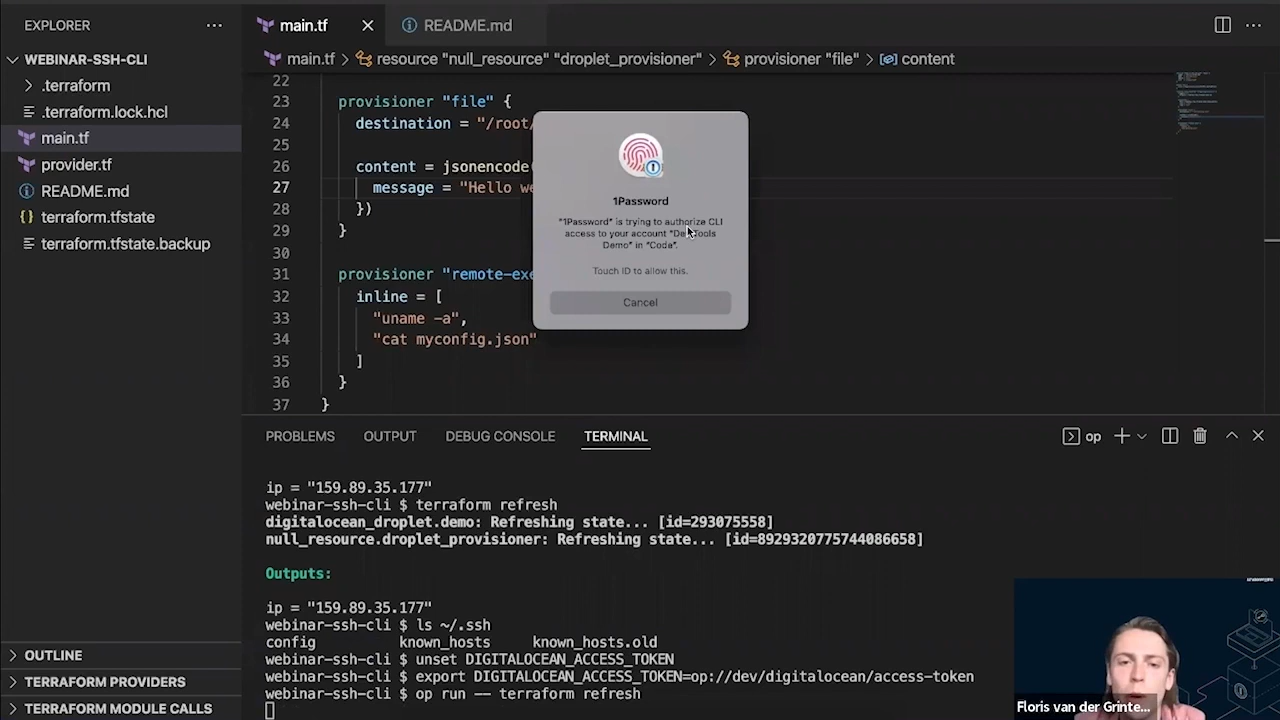 EXPLORER
WEBINAR-SSH-CLI
.terraform
.terraform.lock.hcl
main.tf
provider.tf
README.md
terraform.tfstate
terraform.tfstate.backup
OUTLINE
TERRAFORM PROVIDERS
TERRAFORM MODULE CALLS
main.tf
README.md
main.tf > resource "null_resource" "droplet_provisioner" > provisioner "file" > content
22
23 provisioner "file" {
24 destination = "/root/
25
26 content = jsonencode(
27 message = "Hello we
28 })
29 }
30
31 provisioner "remote-exe
32 inline = [
33 "uname -a",
34 "cat myconfig.json"
35 ]
36 }
37 }
1Password
"1Password" is trying to authorize CLI
access to your account "Dev Tools
Demo" in "Code".
Touch ID to allow this.
Cancel
PROBLEMS OUTPUT DEBUG CONSOLE TERMINAL
op
ip = "159.89.35.177"
webinar-ssh-cli $ terraform refresh
digitalocean_droplet.demo: Refreshing state... [id=293075558]
null_resource.droplet_provisioner: Refreshing state... [id=8929320775744086658]
Outputs:
ip = "159.89.35.177"
webinar-ssh-cli $ ls ~/.ssh
config known_hosts known_hosts.old
webinar-ssh-cli $ unset DIGITALOCEAN_ACCESS_TOKEN
webinar-ssh-cli $ export DIGITALOCEAN_ACCESS_TOKEN=op://dev/digitalocean/access-token
webinar-ssh-cli $ op run -- terraform refresh
Floris van der Grinte...